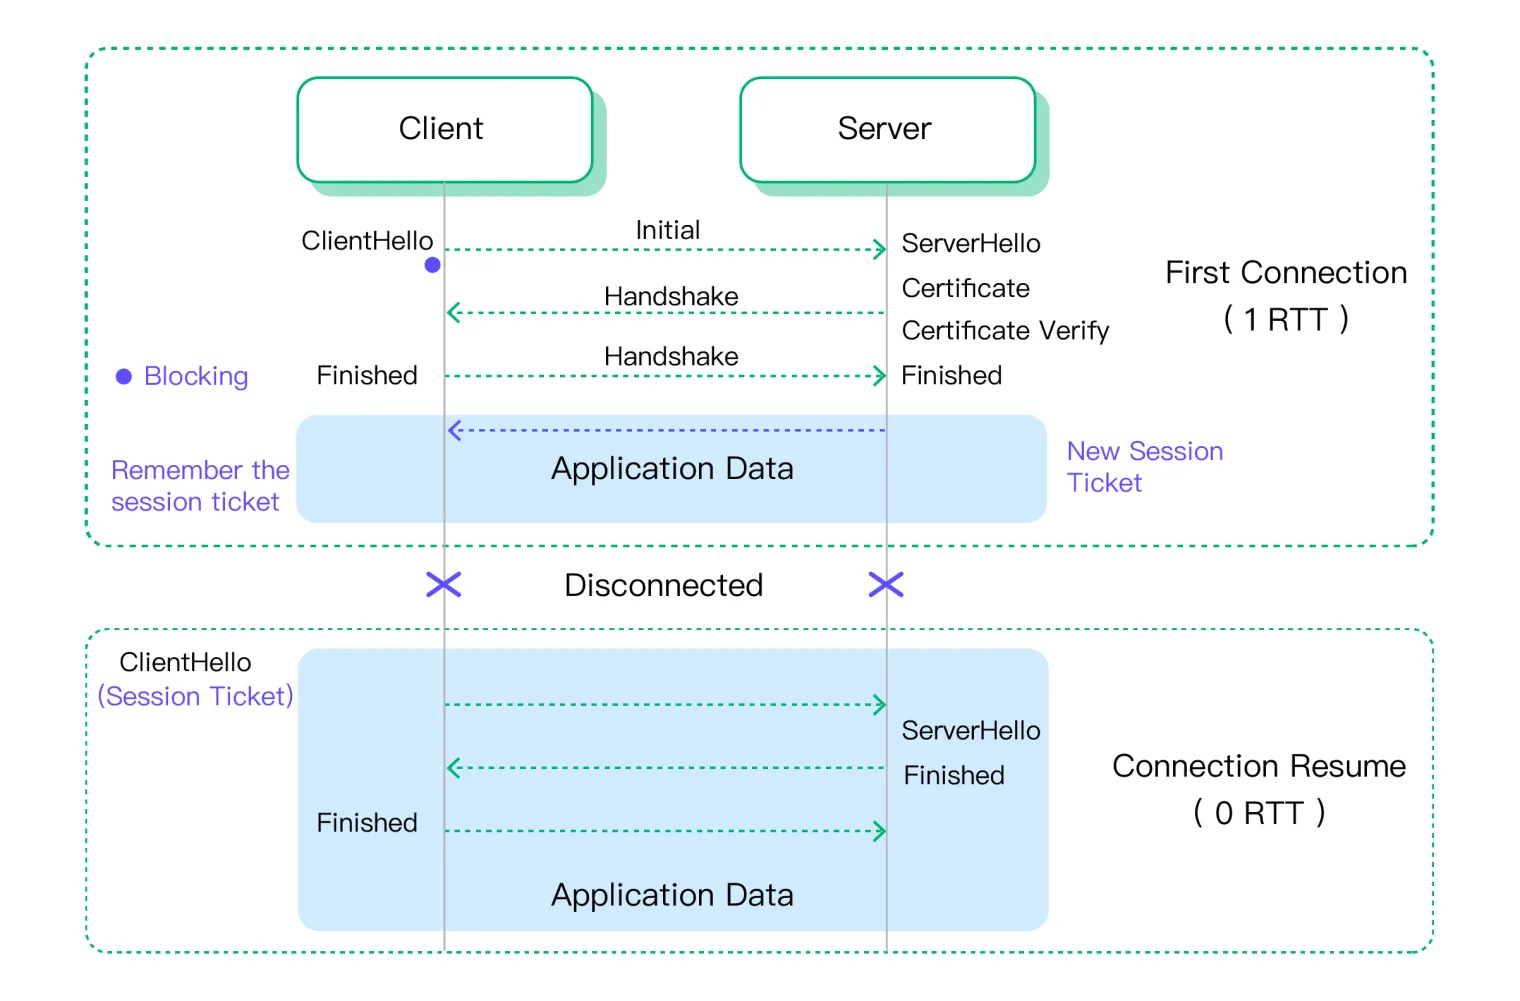 Client
Server
ClientHello
Initial
ServerHello
Handshake
Certificate
Certificate Verify
First Connection
( 1 RTT )
Blocking
Finished
Handshake
Finished
Remember the
session ticket
Application Data
New Session
Ticket
Disconnected
ClientHello
(Session Ticket)
ServerHello
Finished
Connection Resume
( 0 RTT )
Finished
Application Data